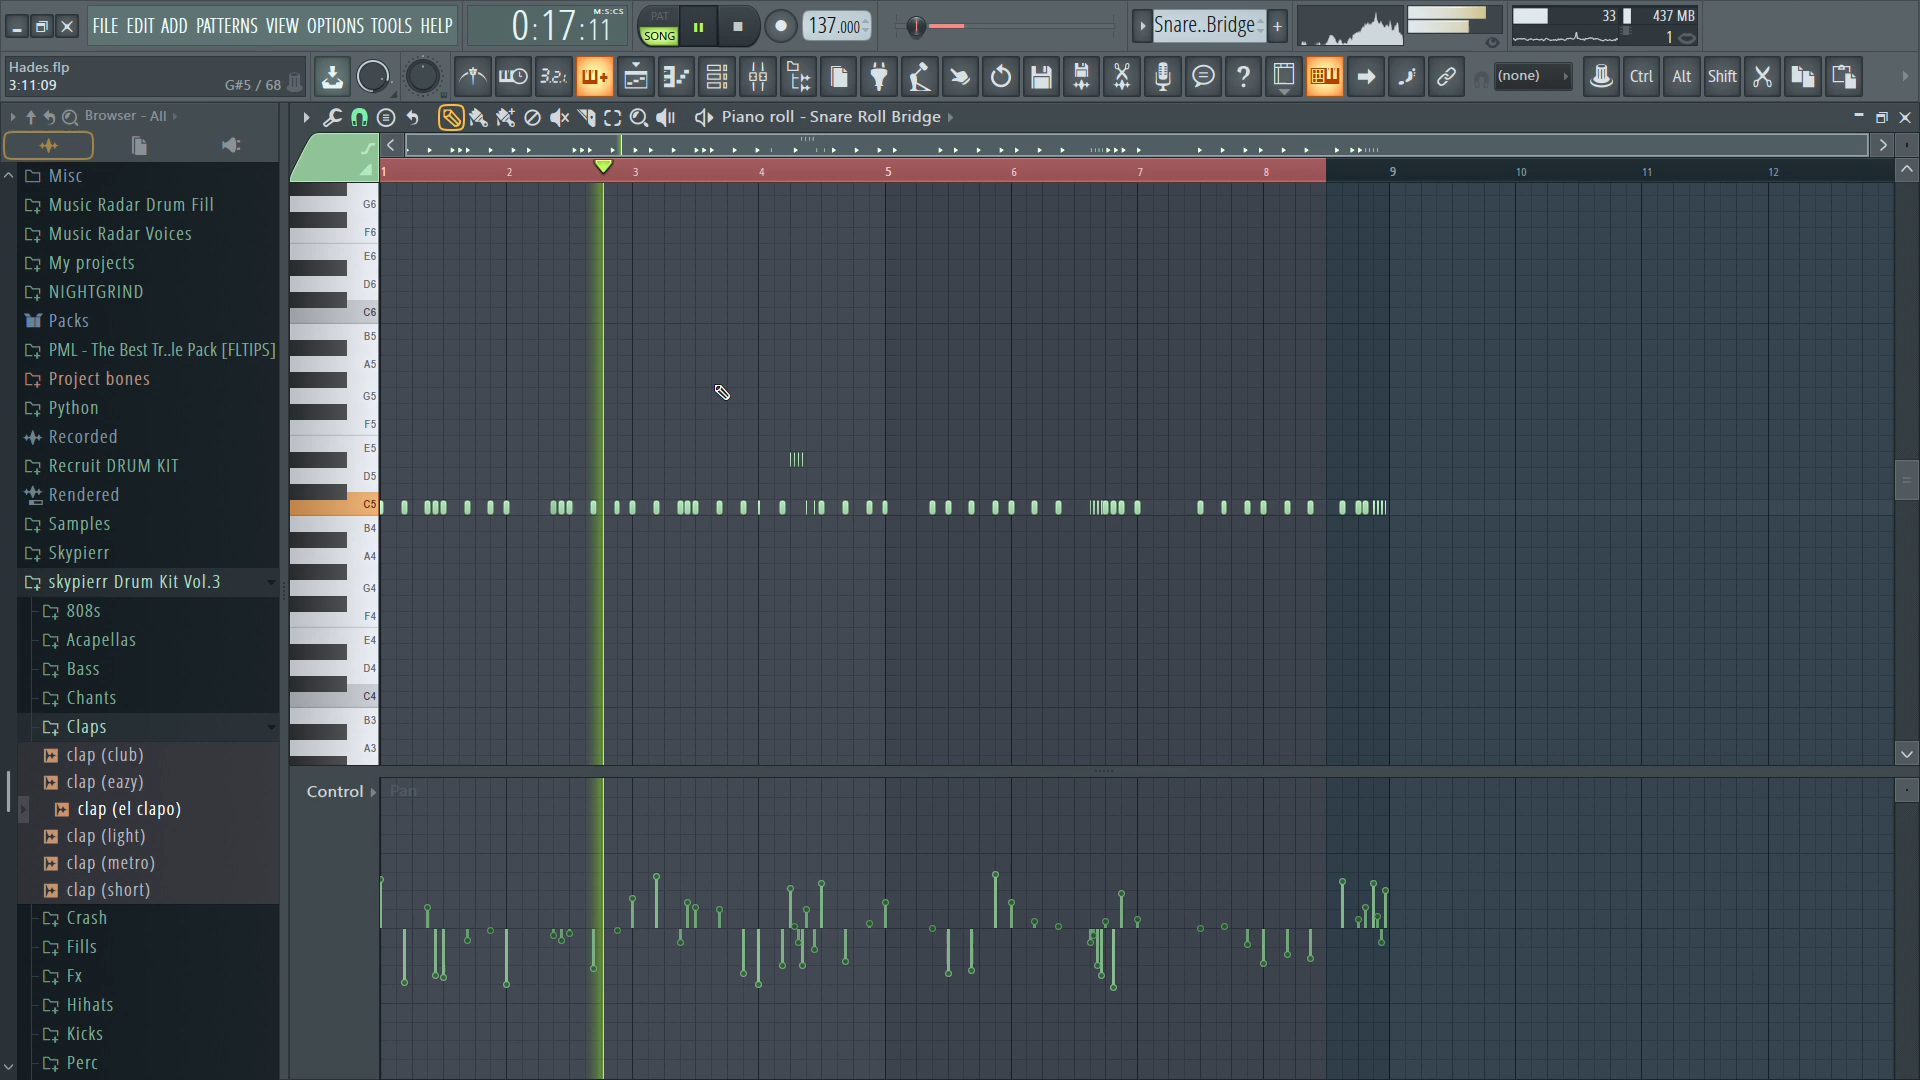 FILE EDIT ADD PATTERNS VIEW OPTIONS TOOLS HELP
0:17:11
M:S:CS
PAT
SONG
137.000
Snare..Bridge
33
437 MB
1
Hades.flp
3:11:09
G#5 / 68
3.2.
(none)
Ctrl
Alt
Shift
Browser - All
Piano roll - Snare Roll Bridge
Misc
Music Radar Drum Fill
Music Radar Voices
My projects
NIGHTGRIND
Packs
PML - The Best Tr..le Pack [FLTIPS]
Project bones
Python
Recorded
Recruit DRUM KIT
Rendered
Samples
Skypierr
skypierr Drum Kit Vol.3
808s
Acapellas
Bass
Chants
Claps
clap (club)
clap (eazy)
clap (el clapo)
clap (light)
clap (metro)
clap (short)
Crash
Fills
Fx
Hihats
Kicks
Perc
1 2 3 4 5 6 7 8 9 10 11 12
G6
F6
E6
D6
C6
B5
A5
G5
F5
E5
D5
C5
B4
A4
G4
F4
E4
D4
C4
B3
A3
Control
Pan